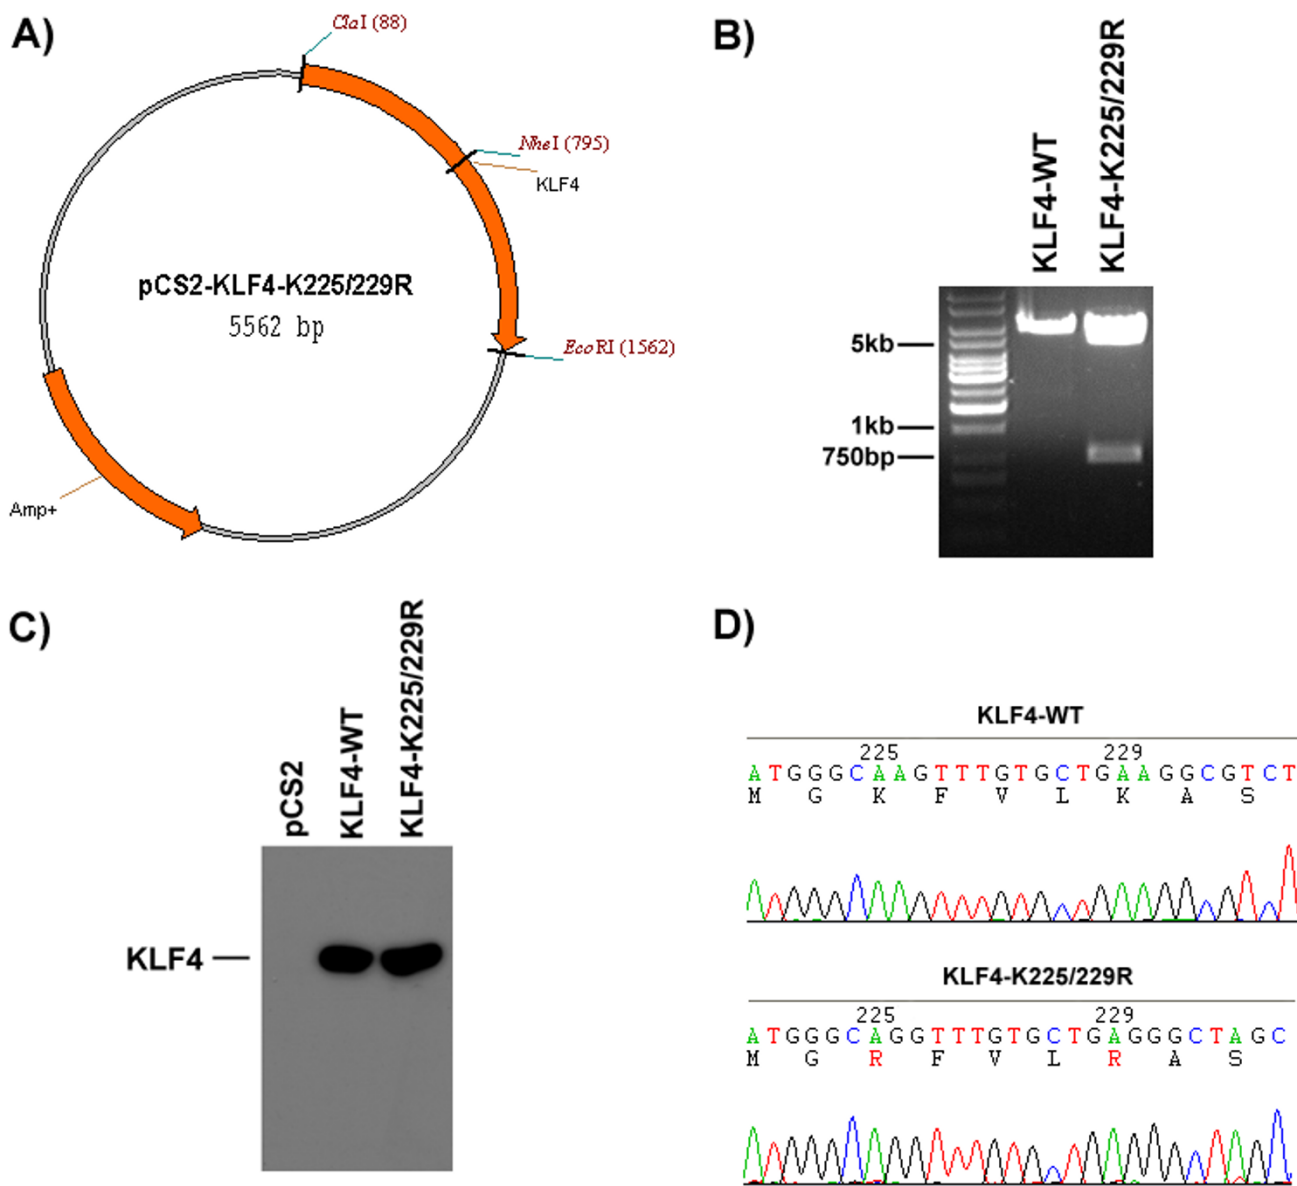 A)
ClaI (88)
NheI (795)
KLF4
pCS2-KLF4-K225/229R
5562 bp
EcoRI (1562)
Amp+
B)
KLF4-WT
KLF4-K225/229R
5kb
1kb
750bp
C)
pCS2
KLF4-WT
KLF4-K225/229R
KLF4
D)
KLF4-WT
225 229
ATGGGCAAGTTTGTGCTGAAGGCGTCT
M G K F V L K A S
KLF4-K225/229R
225 229
ATGGGCAGGTTTGTGCTGAGGGCTAGC
M G R F V L R A S